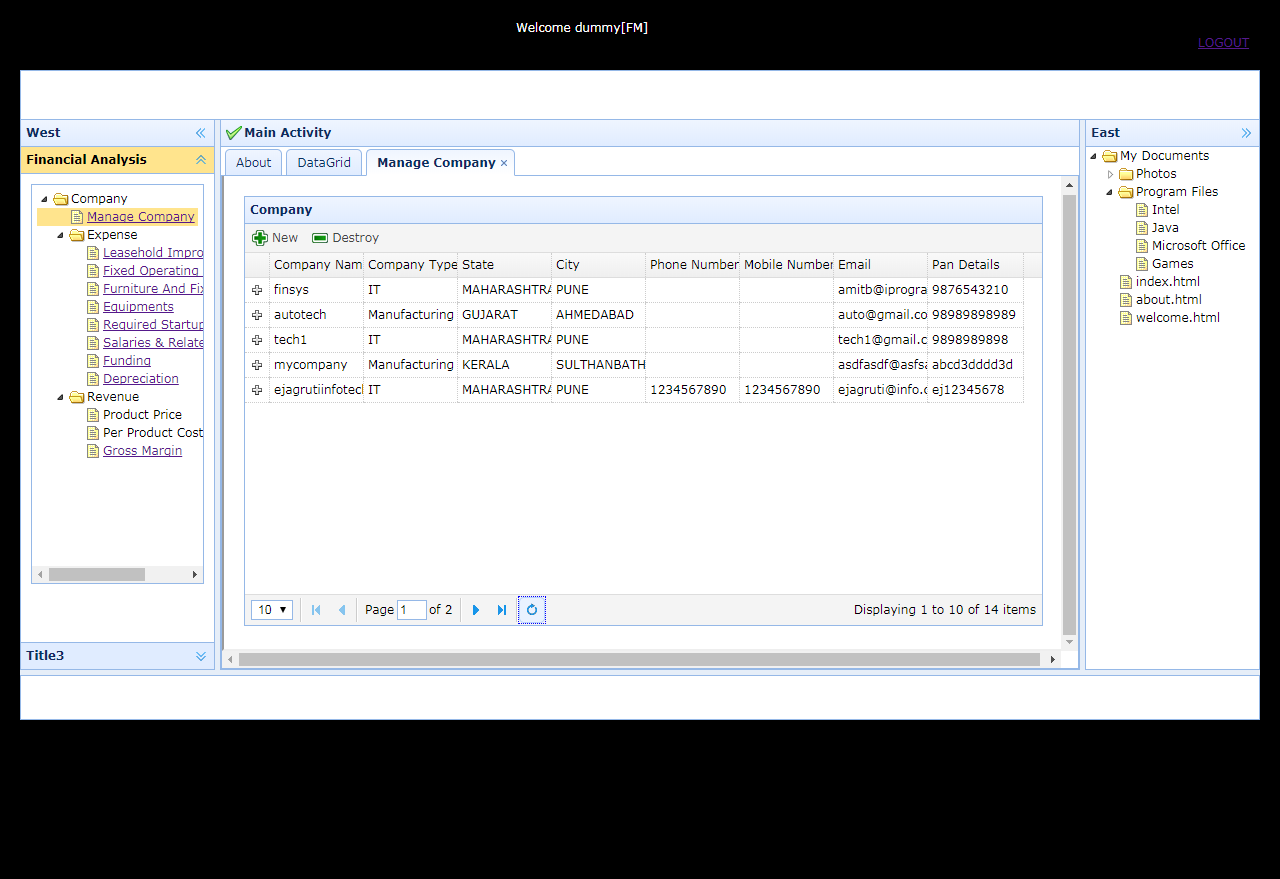 Welcome dummy[FM]
LOGOUT
West
Financial Analysis
Company
Manage Company
Expense
Leasehold Impro
Fixed Operating
Furniture And Fix
Equipments
Required Startup
Salaries & Relate
Funding
Depreciation
Revenue
Product Price
Per Product Cost
Gross Margin
Title3
Main Activity
About DataGrid Manage Company ×
Company
New Destroy
Company Nam Company Type State City Phone Number Mobile Number Email Pan Details
finsys IT MAHARASHTRA PUNE amitb@iprogra 9876543210
autotech Manufacturing GUJARAT AHMEDABAD auto@gmail.co 98989898989
tech1 IT MAHARASHTRA PUNE tech1@gmail.c 9898989898
mycompany Manufacturing KERALA SULTHANBATH asdfasdf@asfsa abcd3dddd3d
ejagrutiinfotecl IT MAHARASHTRA PUNE 1234567890 1234567890 ejagruti@info.c ej12345678
10 Page 1 of 2 Displaying 1 to 10 of 14 items
East
My Documents
Photos
Program Files
Intel
Java
Microsoft Office
Games
index.html
about.html
welcome.html